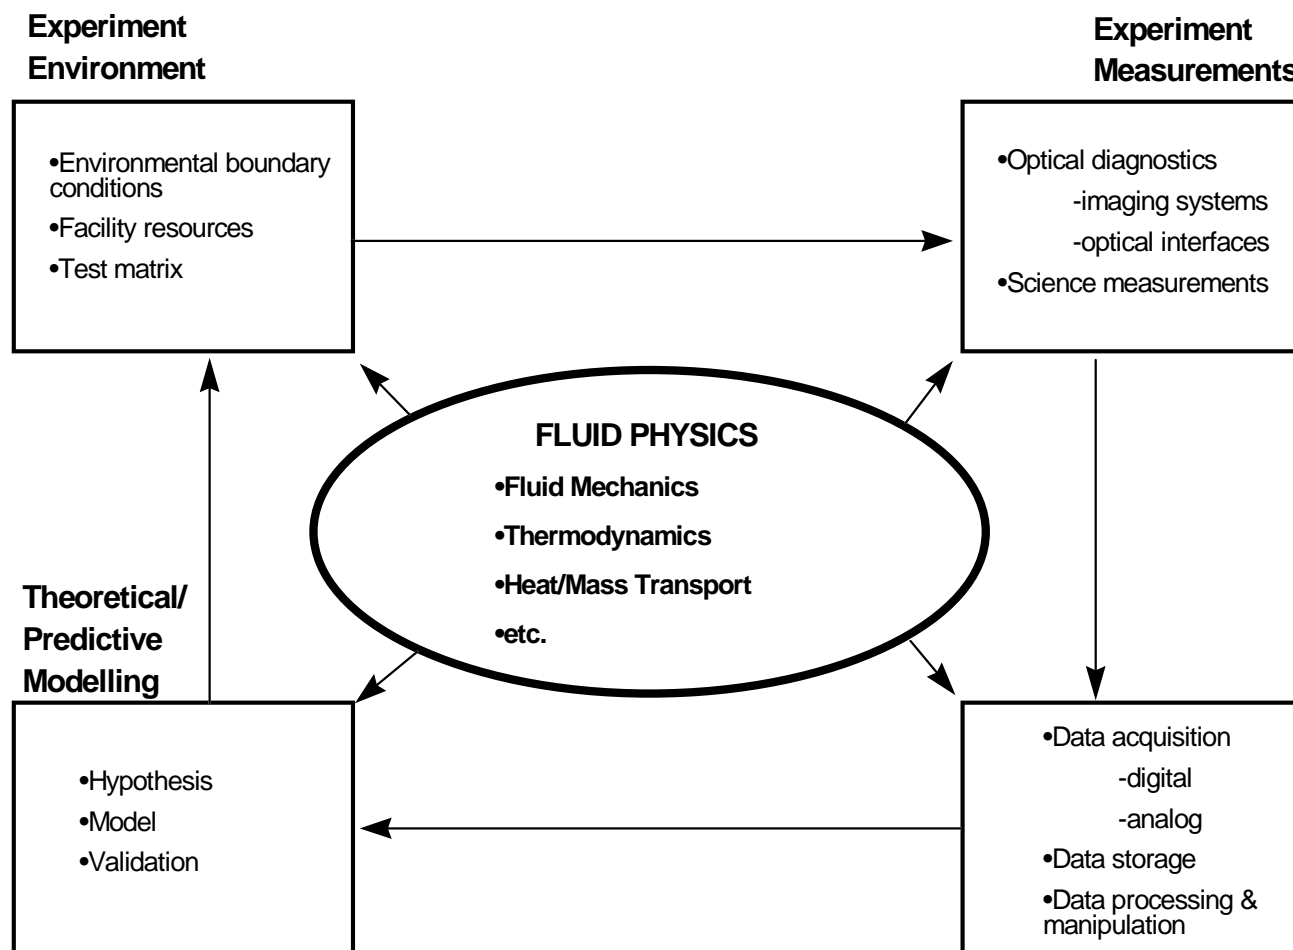 Experiment
Environment
•Environmental boundary
conditions
•Facility resources
•Test matrix
Experiment
Measurements
•Optical diagnostics
-imaging systems
-optical interfaces
•Science measurements
FLUID PHYSICS
•Fluid Mechanics
•Thermodynamics
•Heat/Mass Transport
•etc.
Theoretical/
Predictive
Modelling
•Hypothesis
•Model
•Validation
•Data acquisition
-digital
-analog
•Data storage
•Data processing &
manipulation